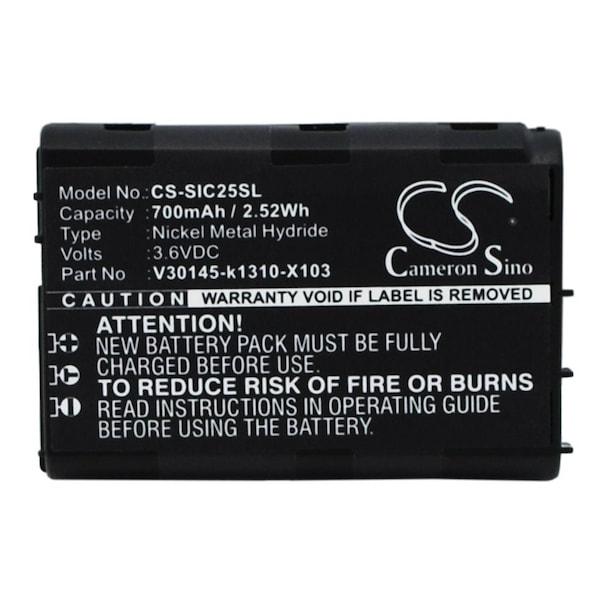 Model No.: CS-SIC25SL
Capacity : 700mAh / 2.52Wh
Type : Nickel Metal Hydride
Volts : 3.6VDC
Part No : V30145-k1310-X103
CS
Cameron Sino
WARRANTY VOID IF LABEL REMOVED
ATTENTION!
NEW BATTERY PACK MUST BE FULLY
CHARGED BEFORE USE.
TO REDUCE RISK OF FIRE OR BURNS
READ INSTRUCTIONS IN OPERATING GUIDE
BEFORE USING THE BATTERY.